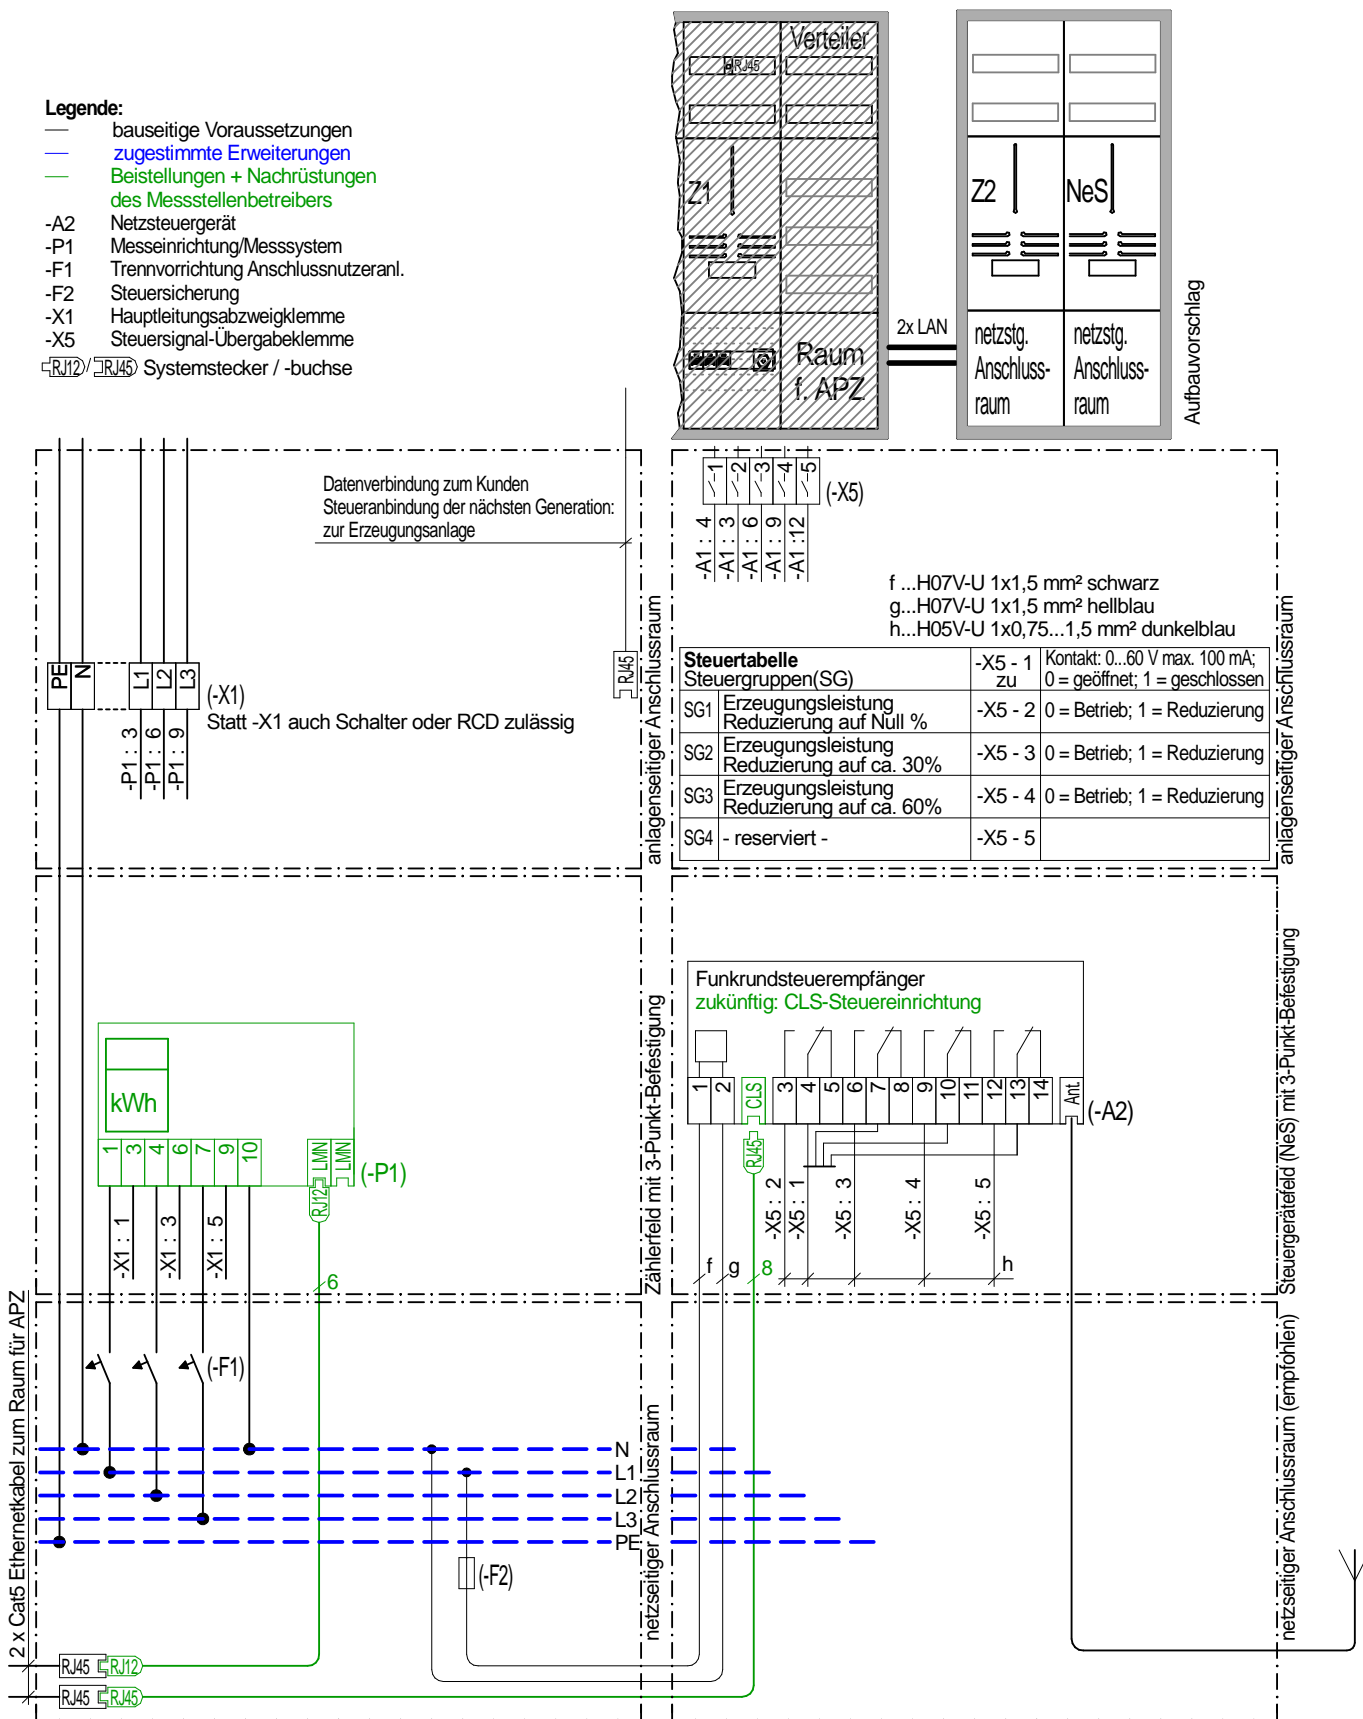 Legende:
bauseitige Voraussetzungen
zugestimmte Erweiterungen
Beistellungen + Nachrüstungen
des Messstellenbetreibers
-A2 Netzsteuergerät
-P1 Messeinrichtung/Messsystem
-F1 Trennvorrichtung Anschlussnutzeranl.
-F2 Steuersicherung
-X1 Hauptleitungsabzweigklemme
-X5 Steuersignal-Übergabeklemme
RJ12 / RJ45 Systemstecker / -buchse
Verteiler
RJ45
Z1
Raum
f. APZ
2x LAN
Z2
NeS
netzstg.
Anschluss-
raum
netzstg.
Anschluss-
raum
Aufbauvorschlag
Datenverbindung zum Kunden
Steueranbindung der nächsten Generation:
zur Erzeugungsanlage
RJ45
PE N L1 L2 L3 (-X1)
Statt -X1 auch Schalter oder RCD zulässig
-P1 : 3
-P1 : 6
-P1 : 9
anlagenseitiger Anschlussraum
1 2 3 4 5 (-X5)
-A1 : 4
-A1 : 3
-A1 : 6
-A1 : 9
-A1 :12
f ...H07V-U 1x1,5 mm² schwarz
g...H07V-U 1x1,5 mm² hellblau
h...H05V-U 1x0,75...1,5 mm² dunkelblau
Steuertabelle
Steuergruppen(SG)
-X5 - 1
zu
Kontakt: 0...60 V max. 100 mA;
0 = geöffnet; 1 = geschlossen
SG1 Erzeugungsleistung
Reduzierung auf Null %
-X5 - 2 0 = Betrieb; 1 = Reduzierung
SG2 Erzeugungsleistung
Reduzierung auf ca. 30%
-X5 - 3 0 = Betrieb; 1 = Reduzierung
SG3 Erzeugungsleistung
Reduzierung auf ca. 60%
-X5 - 4 0 = Betrieb; 1 = Reduzierung
SG4 - reserviert -
-X5 - 5
anlagenseitiger Anschlussraum
kWh
1 3 4 6 7 9 10 LMN LMN (-P1)
RJ12
-X1 : 1
-X1 : 3
-X1 : 5
6
Zählerfeld mit 3-Punkt-Befestigung
Funkrundsteuerempfänger
zukünftig: CLS-Steuereinrichtung
1 2 CLS 3 4 5 6 7 8 9 10 11 12 13 14 Ant. (-A2)
RJ45
-X5 : 2
-X5 : 1
-X5 : 3
-X5 : 4
-X5 : 5
f g 8 h
Steuergerätefeld (NeS) mit 3-Punkt-Befestigung
2 x Cat5 Ethernetkabel zum Raum für APZ
(-F1)
N
L1
L2
L3
PE
(-F2)
RJ45 RJ12
RJ45 RJ45
netzseitiger Anschlussraum
netzseitiger Anschlussraum (empfohlen)